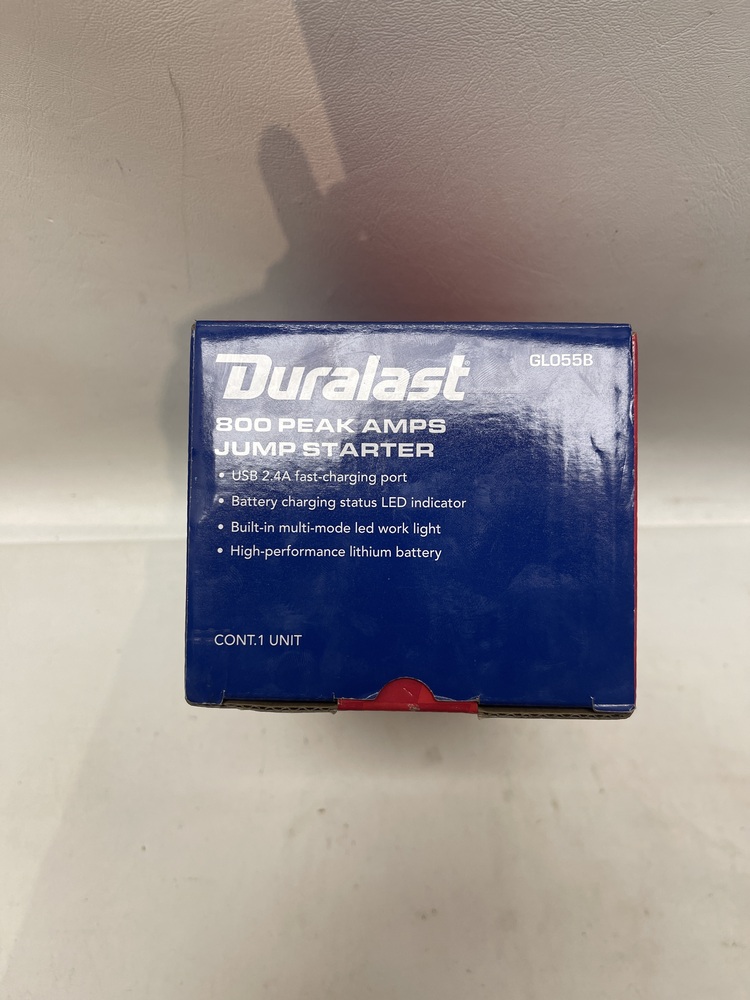 Duralast
GL055B
800 PEAK AMPS
JUMP STARTER
• USB 2.4A fast-charging port
• Battery charging status LED indicator
• Built-in multi-mode led work light
• High-performance lithium battery
CONT.1 UNIT